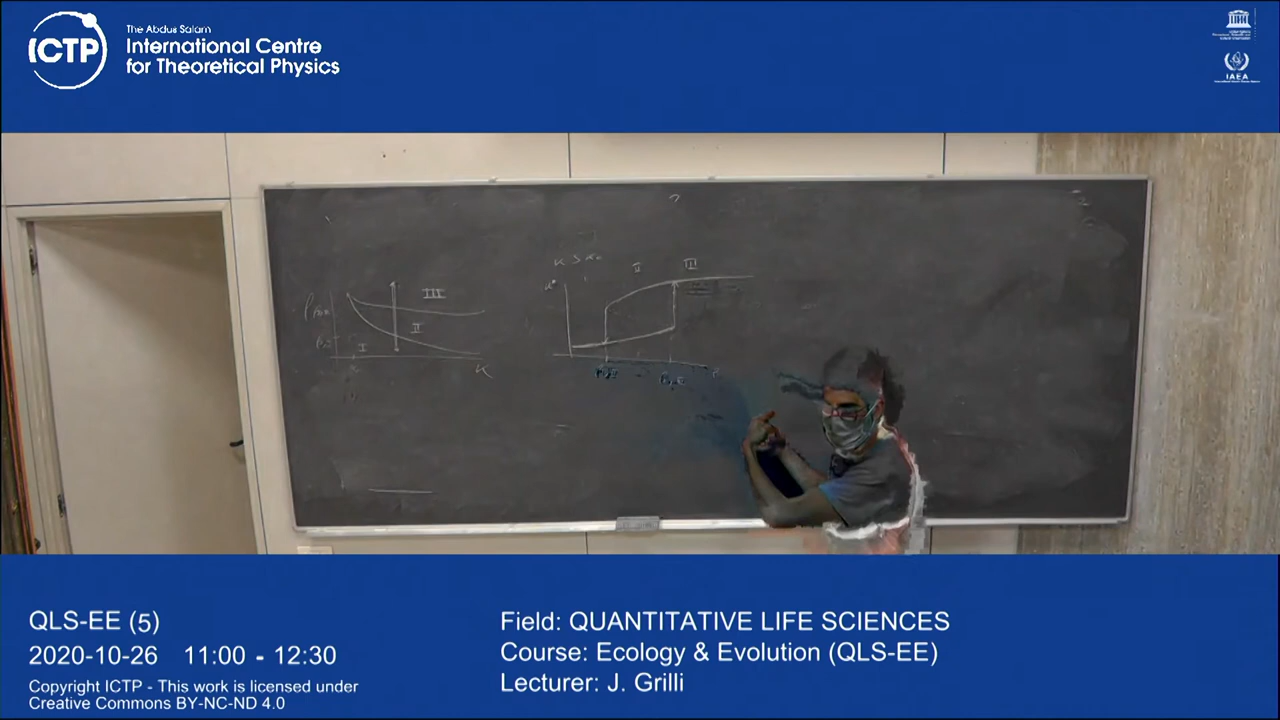 ICTP
The Abdus Salam
International Centre
for Theoretical Physics
IAEA
III
II
I
K
II
III
QLS-EE (5)
2020-10-26 11:00 - 12:30
Copyright ICTP - This work is licensed under
Creative Commons BY-NC-ND 4.0
Field: QUANTITATIVE LIFE SCIENCES
Course: Ecology & Evolution (QLS-EE)
Lecturer: J. Grilli